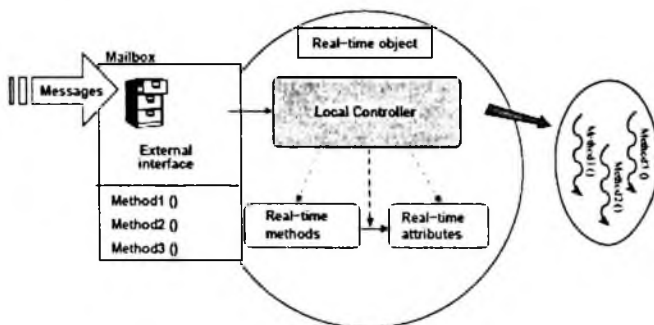 Mailbox
Messages
External
interface
Method1 ()
Method2 ()
Method3 ()
Real-time object
Local Controller
Real-time
methods
Real-time
attributes
Method3()
Method2()
Method1 ()